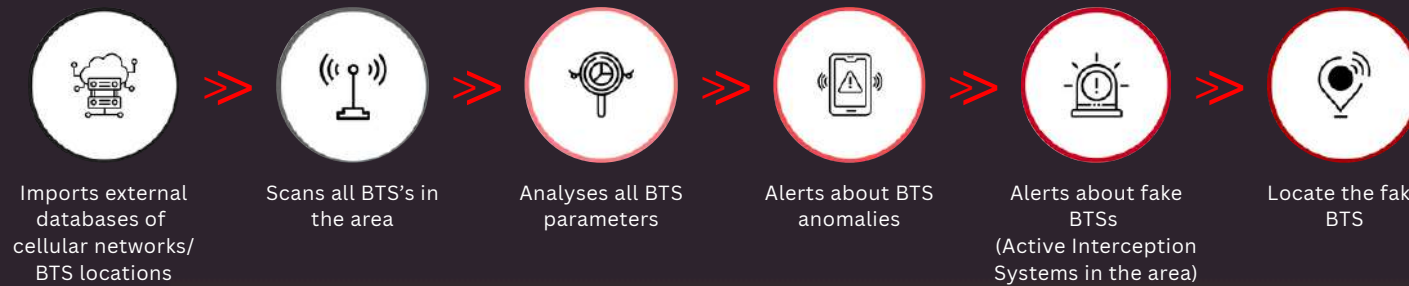 Imports external
databases of
cellular networks/
BTS locations
Scans all BTS's in
the area
Analyses all BTS
parameters
Alerts about BTS
anomalies
Alerts about fake
BTSs
(Active Interception
Systems in the area)
Locate the fak
BTS